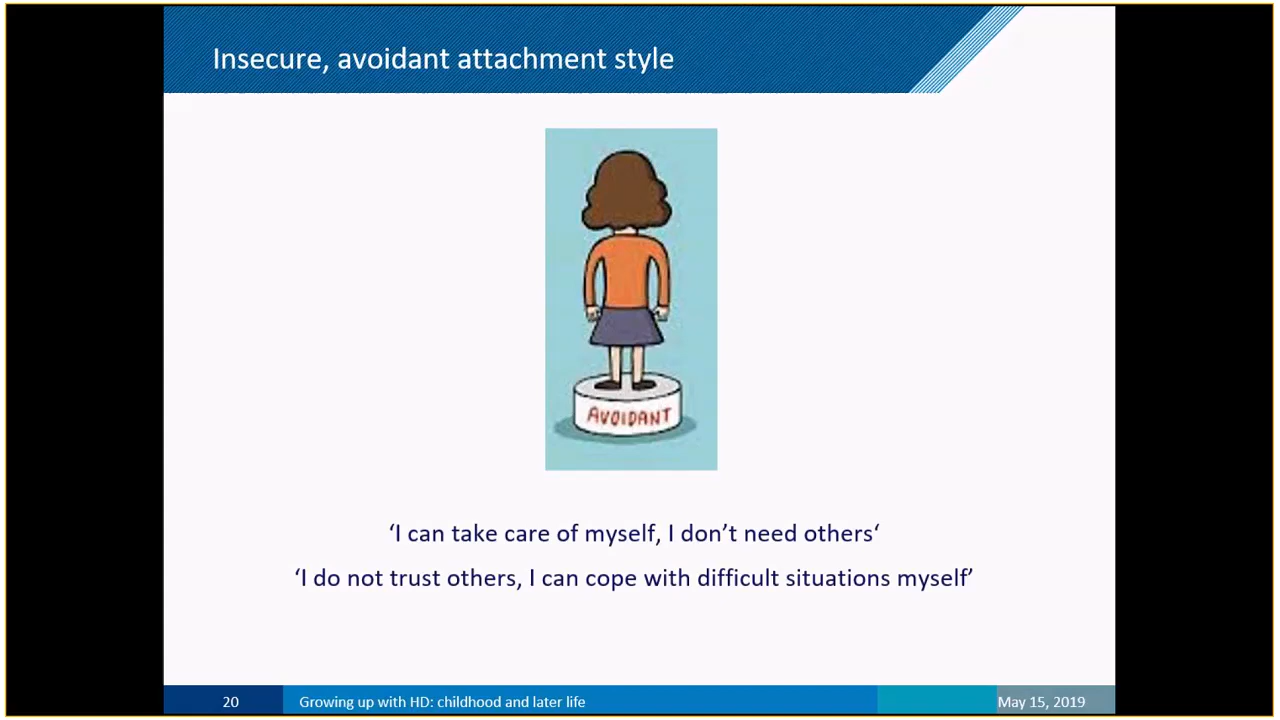 Insecure, avoidant attachment style
AVOIDANT
‘I can take care of myself, I don’t need others‘
‘I do not trust others, I can cope with difficult situations myself’
20
Growing up with HD: childhood and later life
May 15, 2019